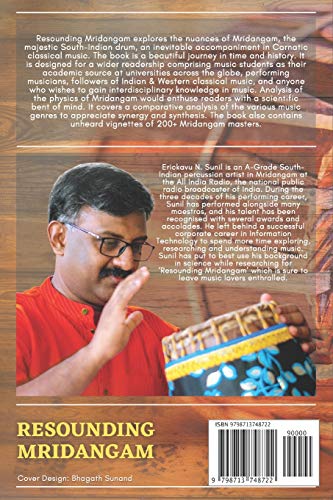 Resounding Mridangam explores the nuances of Mridangam, the
majestic South-Indian drum, an inevitable accompaniment in Carnatic
classical music. The book is a beautiful journey in time and history. It
is designed for a wider readership comprising music students as their
academic source at universities across the globe, performing
musicians, followers of Indian & Western classical music, and anyone
who wishes to gain interdisciplinary knowledge in music. Analysis of
the physics of Mridangam would enthuse readers with a scientific
bent of mind. It covers a comparative analysis of the various music
genres to appreciate synergy and synthesis. The book also contains
unheard vignettes of 200+ Mridangam masters.
Erickavu N. Sunil is an A-Grade South-
Indian percussion artist in Mridangam at
the All India Radio, the national public
radio broadcaster of India. During the
three decades of his performing career,
Sunil has performed alongside many
maestros, and his talent has been
recognised with several awards and
accolades. He left behind a successful
corporate career in Information
Technology to spend more time exploring,
researching and understanding music.
Sunil has put to best use his background
in science while researching for
'Resounding Mridangam' which is sure to
leave music lovers enthralled.
RESOUNDING
MRIDANGAM
Cover Design: Bhagath Sunand
ISBN 9798713748722
90000
9 798713 748722